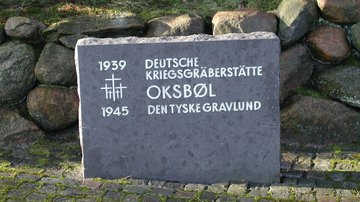 1939 DEUTSCHE
KRIEGSGRÄBERSTÄTTE
OKSBØL
1945 DEN TYSKE GRAVLUND